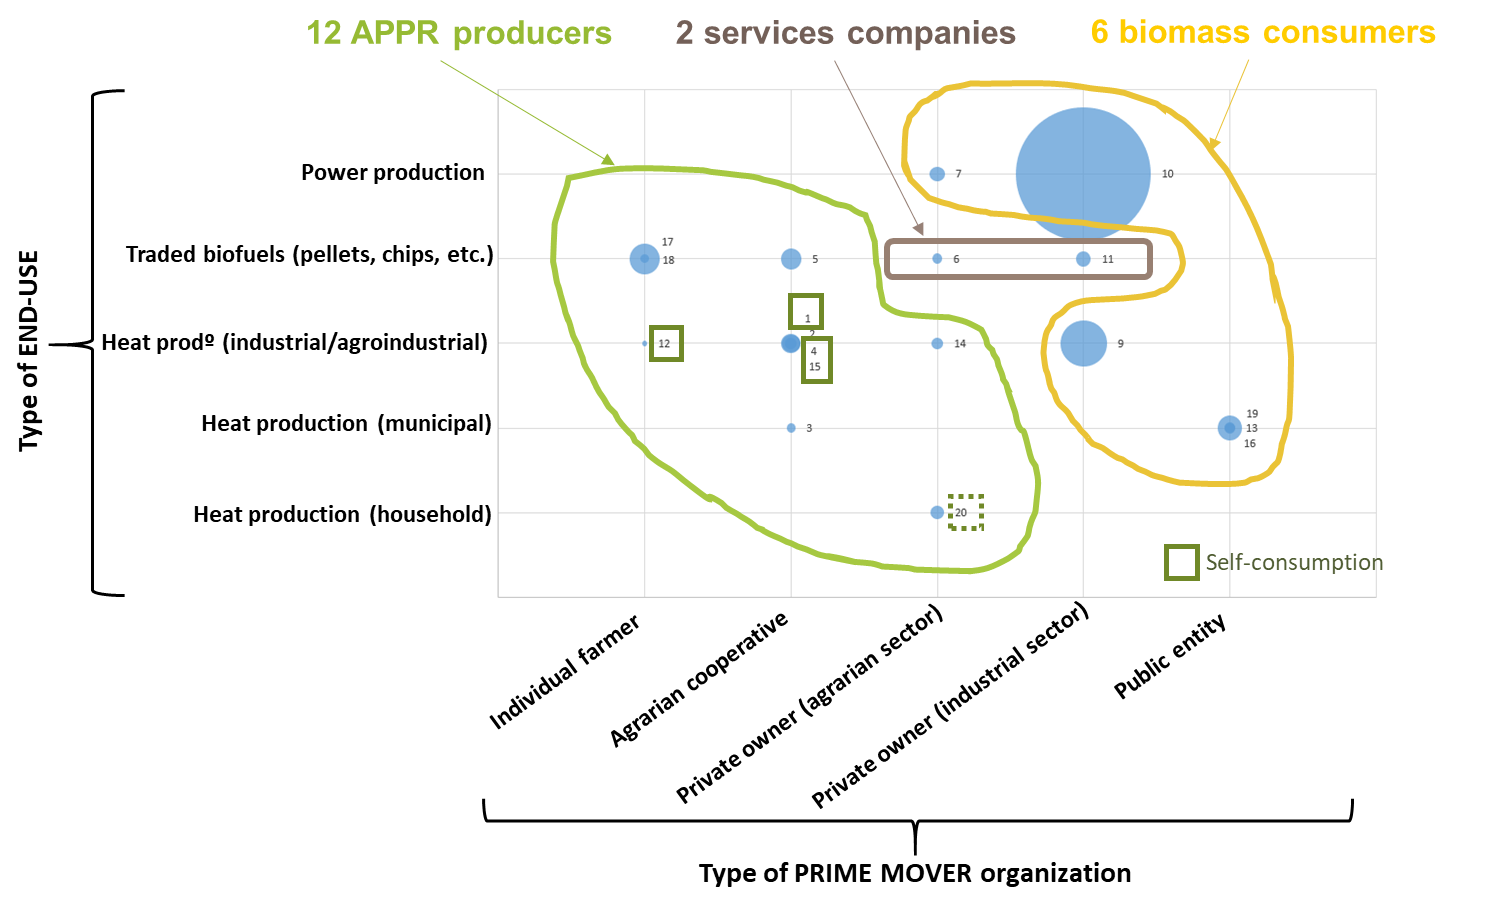 12 APPR producers
2 services companies
6 biomass consumers
Type of END-USE
Power production
7
10
Traded biofuels (pellets, chips, etc.)
17
18
5
6
11
Heat prodº (industrial/agroindustrial)
12
1
2
4
15
14
9
Heat production (municipal)
3
19
13
16
Heat production (household)
20
Self-consumption
Individual farmer
Agrarian cooperative
Private owner (agrarian sector)
Private owner (industrial sector)
Public entity
Type of PRIME MOVER organization